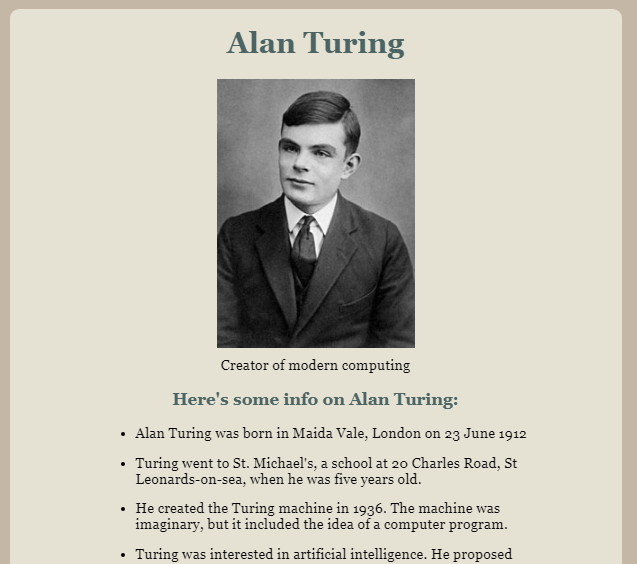 Alan Turing
Creator of modern computing
Here's some info on Alan Turing:
• Alan Turing was born in Maida Vale, London on 23 June 1912
• Turing went to St. Michael's, a school at 20 Charles Road, St
Leonards-on-sea, when he was five years old.
• He created the Turing machine in 1936. The machine was
imaginary, but it included the idea of a computer program.
• Turing was interested in artificial intelligence. He proposed